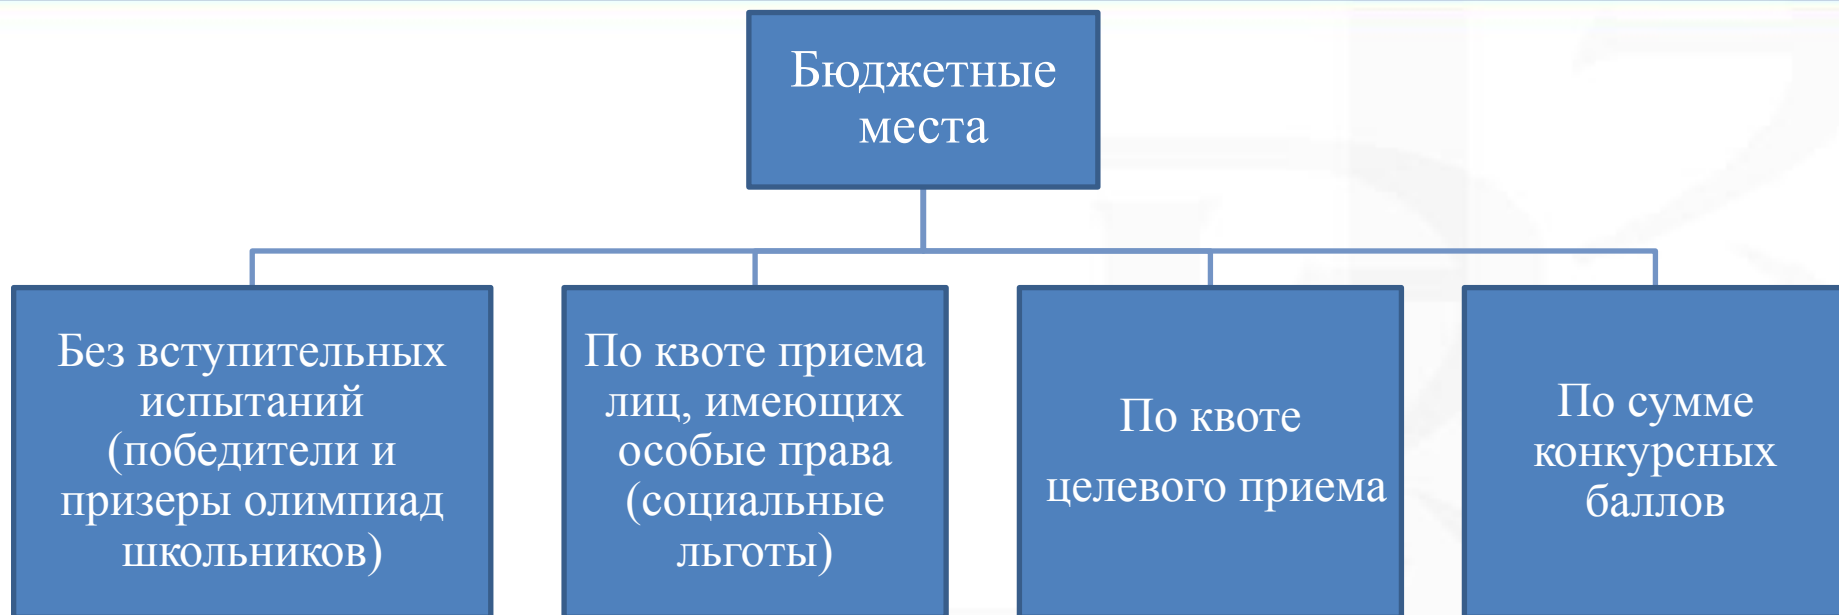 Бюджетные
места
Без вступительных
испытаний
(победители и
призеры олимпиад
школьников)
По квоте приема
лиц, имеющих
особые права
(социальные
льготы)
По квоте
целевого приема
По сумме
конкурсных
баллов